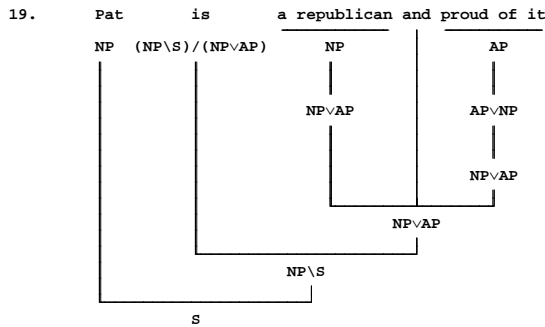 19. Pat is a republican and proud of it
NP (NP\S)/(NP∨AP) NP AP
NP∨AP AP∨NP
NP∨AP
NP∨AP
NP\S
S